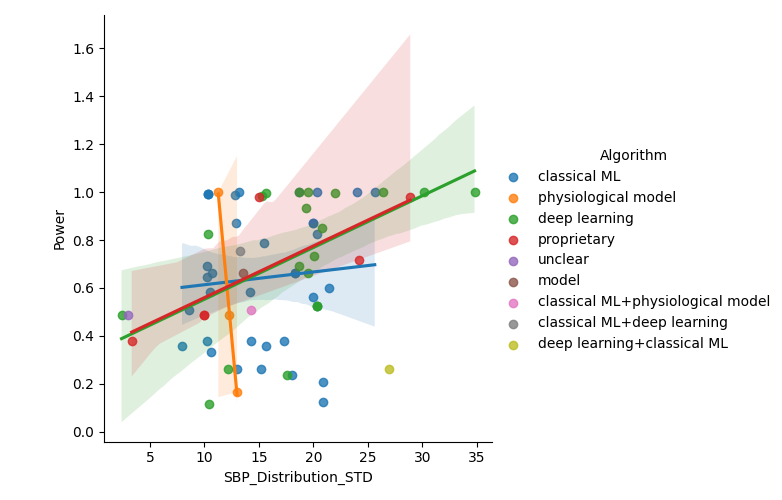 1.6
1.4
1.2
1.0
0.8
0.6
0.4
0.2
0.0
Power
5 10 15 20 25 30 35
SBP_Distribution_STD
Algorithm
classical ML
physiological model
deep learning
proprietary
unclear
model
classical ML+physiological model
classical ML+deep learning
deep learning+classical ML